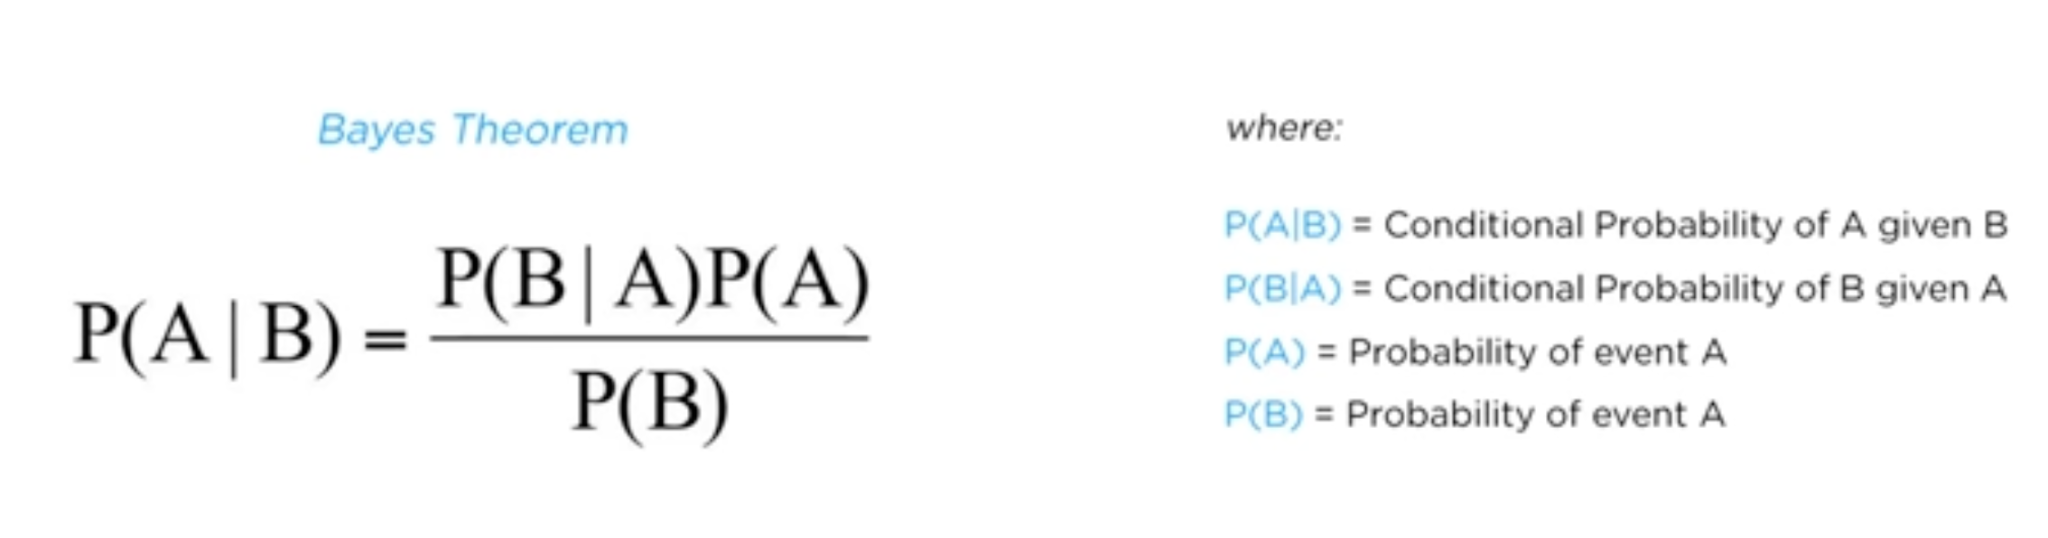 Bayes Theorem
P(A | B) = P(B | A)P(A)
P(B)
where:
P(A|B) = Conditional Probability of A given B
P(B|A) = Conditional Probability of B given A
P(A) = Probability of event A
P(B) = Probability of event A